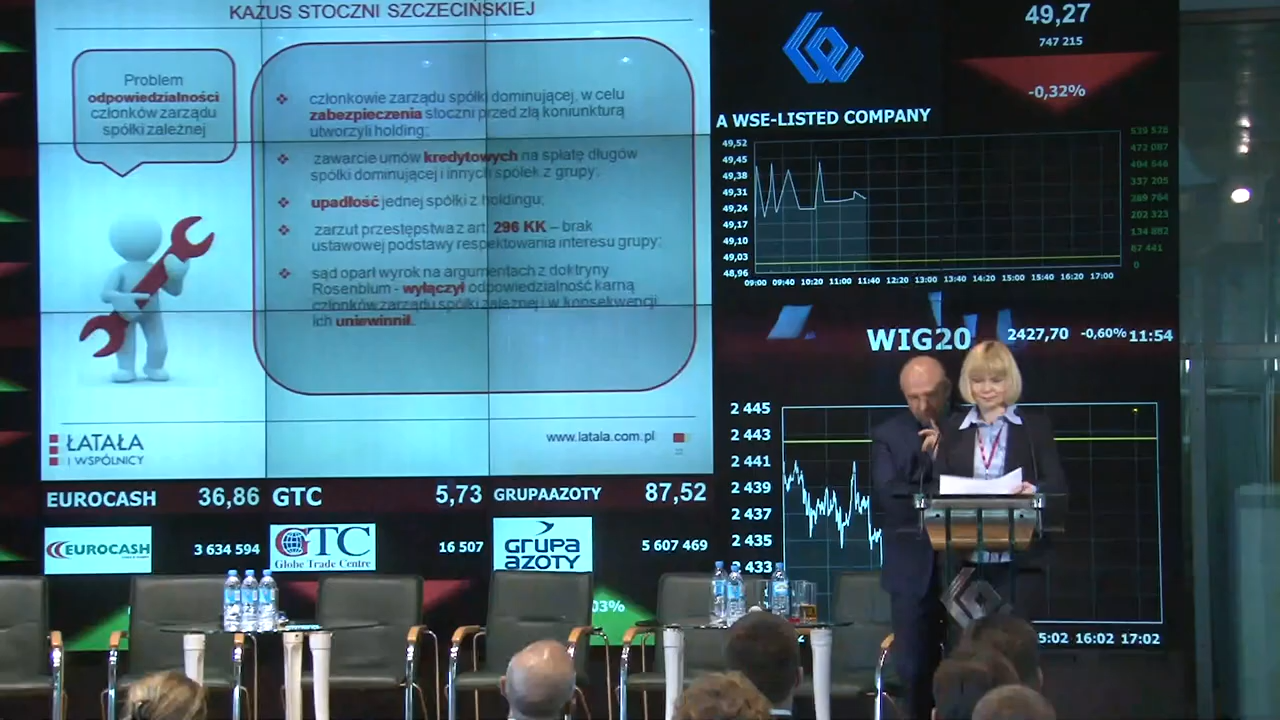 KAZUS STOCZNI SZCZECIŃSKIEJ
Problem
odpowiedzialności
członków zarządu
spółki zależnej
członkowie zarządu spółki dominującej, w celu
zabezpieczenia stoczni przed złą koniunkturą
utworzyli holding;
zawarcie umów kredytowych na spłatę długów
spółki dominującej i innych spółek z grupy;
upadłość jednej spółki z holdingu;
zarzut przestępstwa z art. 296 KK – brak
ustawowej podstawy respektowania interesu grupy;
sąd oparł wyrok na argumentach z doktryny
Rosenblum - wyłączył odpowiedzialność karną
członków zarządu spółki zależnej i w konsekwencji
ich uniewinnił.
ŁATAŁA
I WSPÓLNICY
www.latala.com.pl
49,27
747 215
-0,32%
A WSE-LISTED COMPANY
49,52
49,45
49,38
49,31
49,24
49,17
49,10
49,03
48,96
539 526
472 087
404 646
337 205
269 764
202 323
134 882
67 441
0
09:00 09:40 10:20 11:00 11:40 12:20 13:00 13:40 14:20 15:00 15:40 16:20 17:00
WIG20 2427,70 -0,60% 11:54
2 445
2 443
2 441
2 439
2 437
2 435
2 433
5:02 16:02 17:02
EUROCASH 36,86
EUROCASH
3 634 594
GTC 5,73
GTC
Globe Trade Centre
16 507
GRUPAAZOTY 87,52
GRUPA
AZOTY
5 607 469
03%